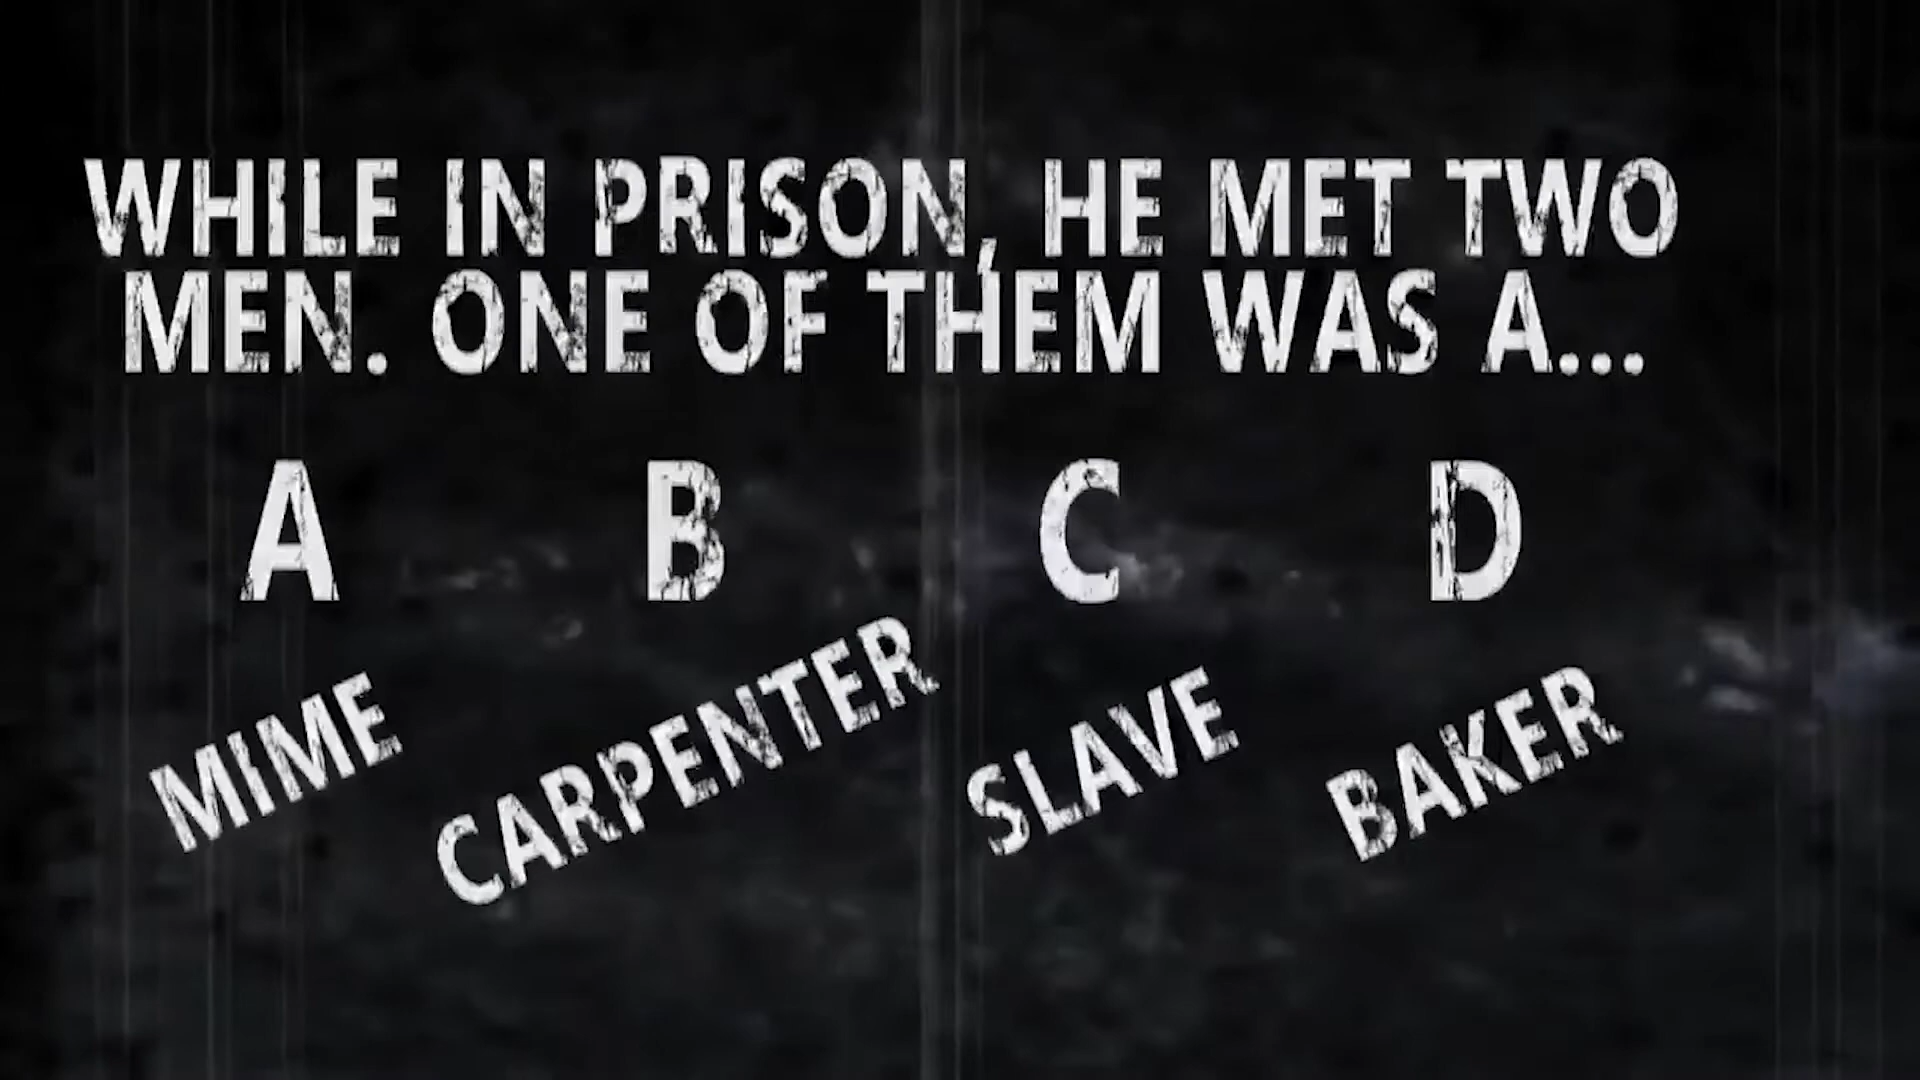 WHILE IN PRISON, HE MET TWO
MEN. ONE OF THEM WAS A...
A
B
C
D
MIME
CARPENTER
SLAVE
BAKER